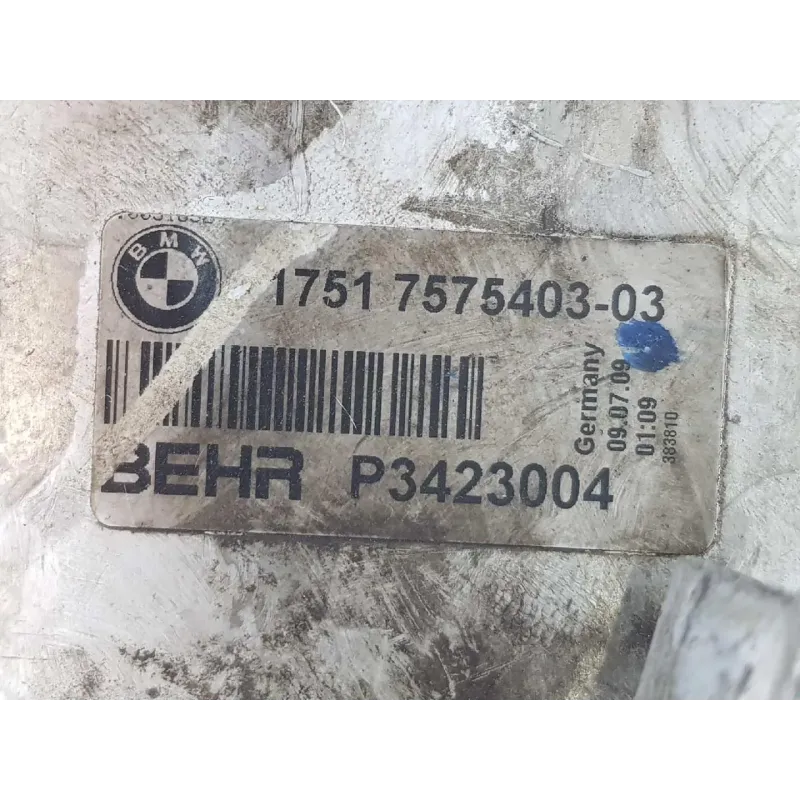 BMW
1751 7575403-03
BEHR P3423004
Germany
09.07.09
01:09
383810